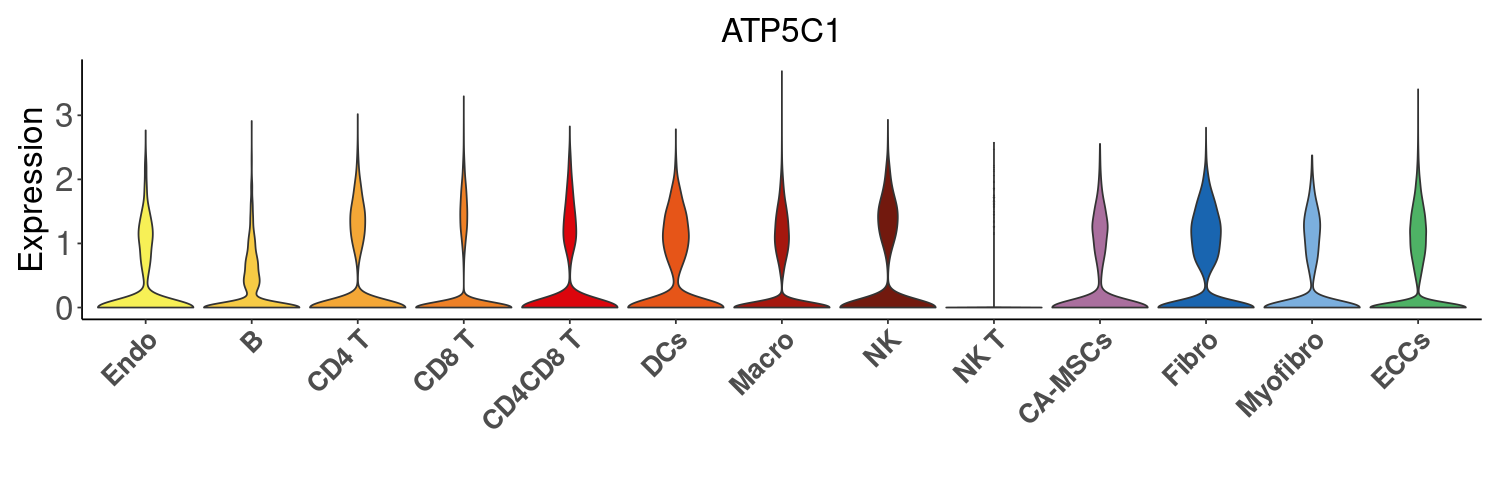 ATP5C1
Expression
3
2
1
0
Endo
B
CD4 T
CD8 T
CD4CD8 T
DCs
Macro
NK
NK T
CA-MSCs
Fibro
Myofibro
ECCs